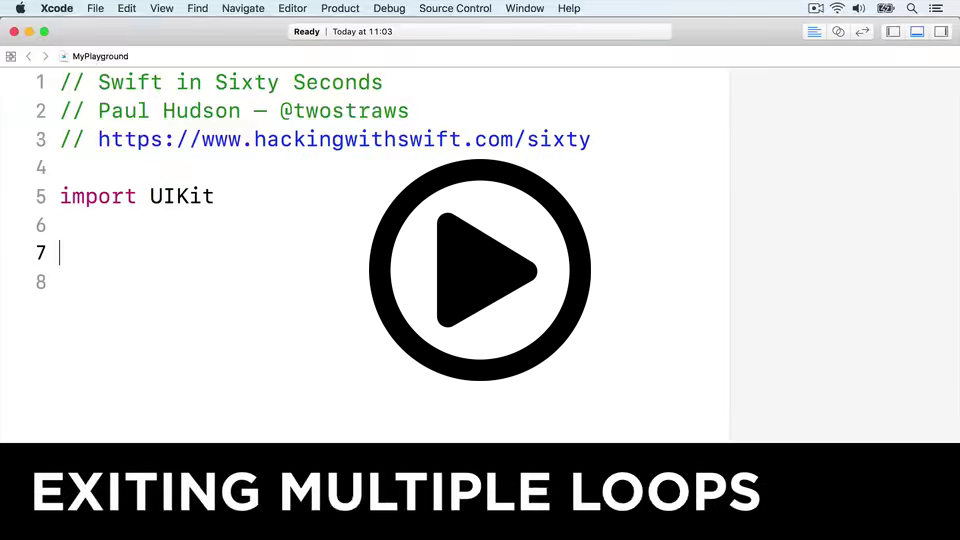 Xcode File Edit View Find Navigate Editor Product Debug Source Control Window Help
Ready | Today at 11:03
MyPlayground
1 // Swift in Sixty Seconds
2 // Paul Hudson — @twostraws
3 // https://www.hackingwithswift.com/sixty
4
5 import UIKit
6
7
8
EXITING MULTIPLE LOOPS